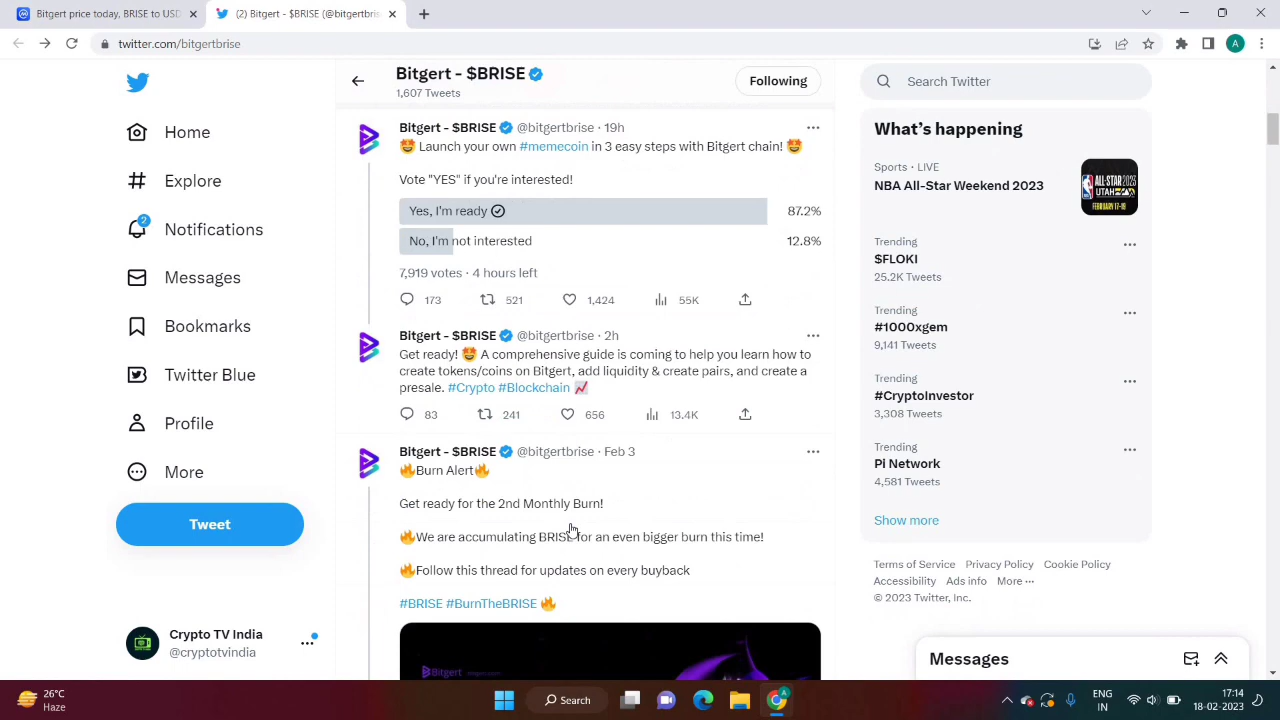 Bitgert price today, BRISE to USD
(2) Bitgert - $BRISE (@bitgertbris
twitter.com/bitgertbrise
A
Bitgert - $BRISE
1,607 Tweets
Following
Search Twitter
Home
Explore
2
Notifications
Messages
Bookmarks
Twitter Blue
Profile
More
Tweet
Crypto TV India
@cryptotvindia
Bitgert - $BRISE @bitgertbrise · 19h
🤩 Launch your own #memecoin in 3 easy steps with Bitgert chain! 🤩
Vote "YES" if you're interested!
Yes, I'm ready 87.2%
No, I'm not interested 12.8%
7,919 votes · 4 hours left
173 521 1,424 55K
Bitgert - $BRISE @bitgertbrise · 2h
Get ready! 🤩 A comprehensive guide is coming to help you learn how to
create tokens/coins on Bitgert, add liquidity & create pairs, and create a
presale. #Crypto #Blockchain 📈
83 241 656 13.4K
Bitgert - $BRISE @bitgertbrise · Feb 3
🔥Burn Alert🔥
Get ready for the 2nd Monthly Burn!
🔥We are accumulating BRISE for an even bigger burn this time!
🔥Follow this thread for updates on every buyback
#BRISE #BurnTheBRISE 🔥
Bitgert
What's happening
Sports · LIVE
NBA All-Star Weekend 2023
ALL-STAR
2023
UTAH
FEBRUARY 17-19
Trending
$FLOKI
25.2K Tweets
Trending
#1000xgem
9,141 Tweets
Trending
#CryptoInvestor
3,308 Tweets
Trending
Pi Network
4,581 Tweets
Show more
Terms of Service Privacy Policy Cookie Policy
Accessibility Ads info More ···
© 2023 Twitter, Inc.
Messages
26°C
Haze
Search
A
ENG
IN
17:14
18-02-2023